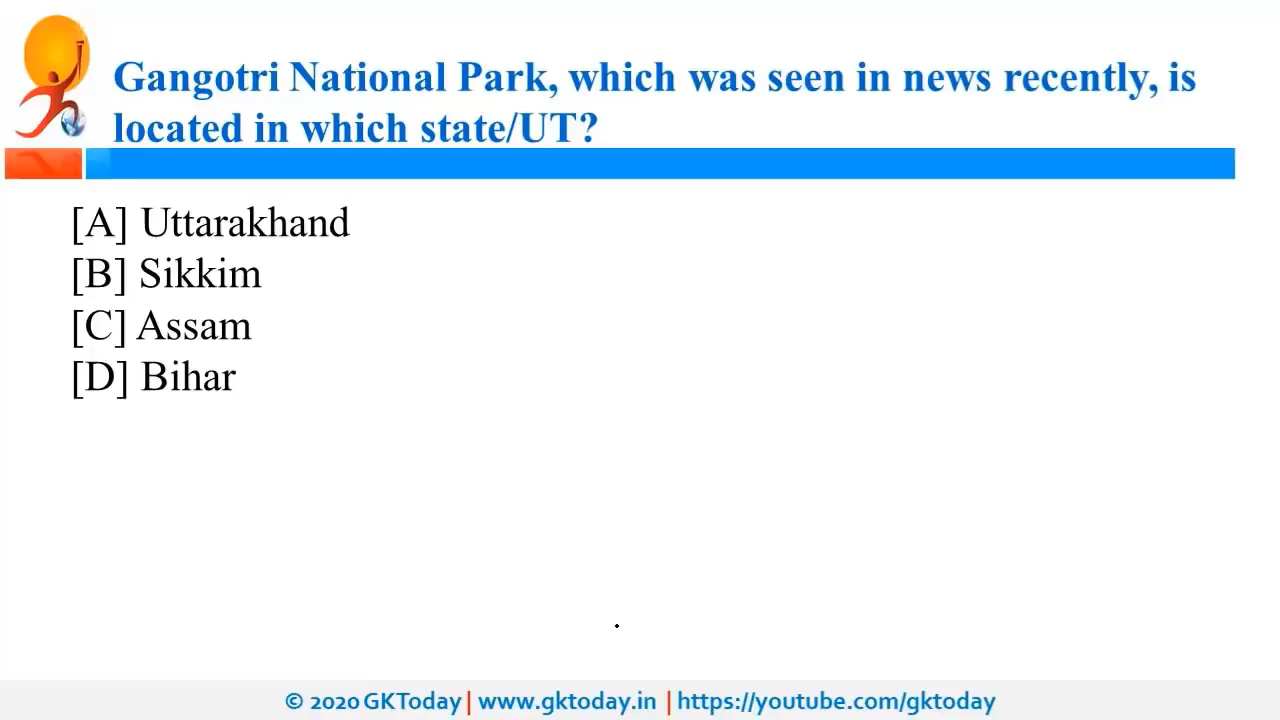 Gangotri National Park, which was seen in news recently, is
located in which state/UT?
[A] Uttarakhand
[B] Sikkim
[C] Assam
[D] Bihar
© 2020 GKToday | www.gktoday.in | https://youtube.com/gktoday